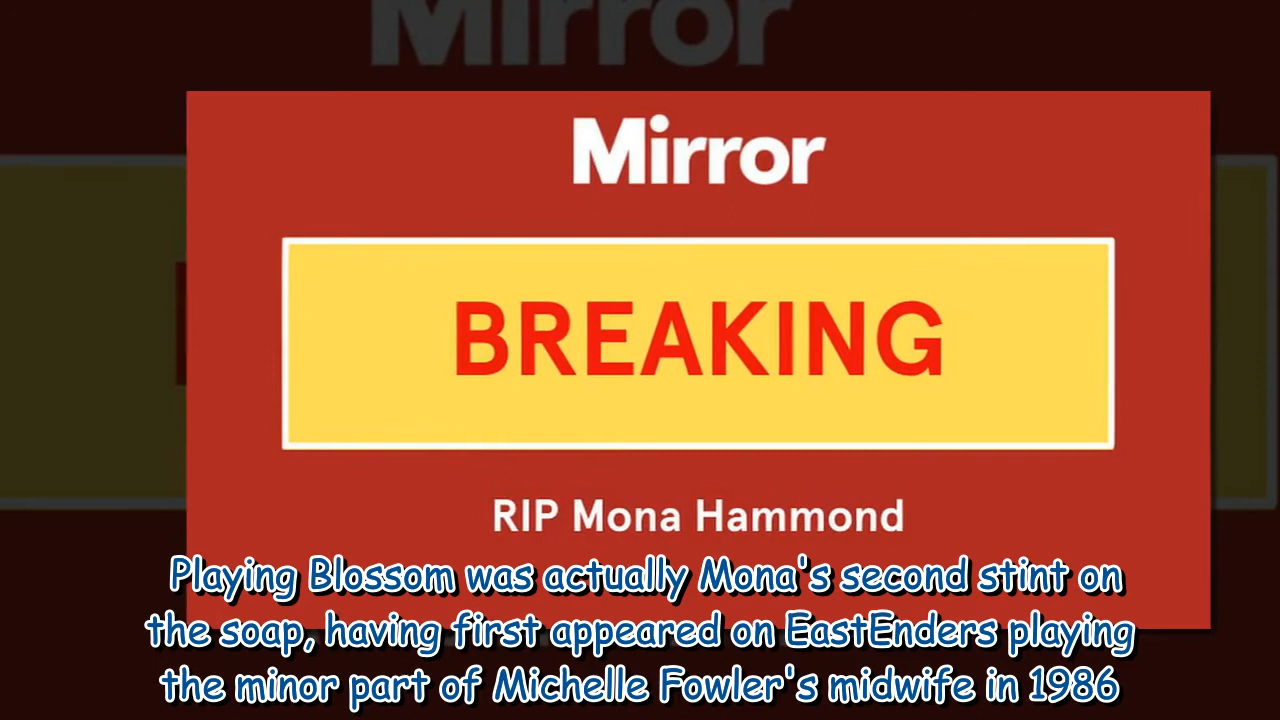 Mirror
Mirror
BREAKING
RIP Mona Hammond
Playing Blossom was actually Mona's second stint on
the soap, having first appeared on EastEnders playing
the minor part of Michelle Fowler's midwife in 1986